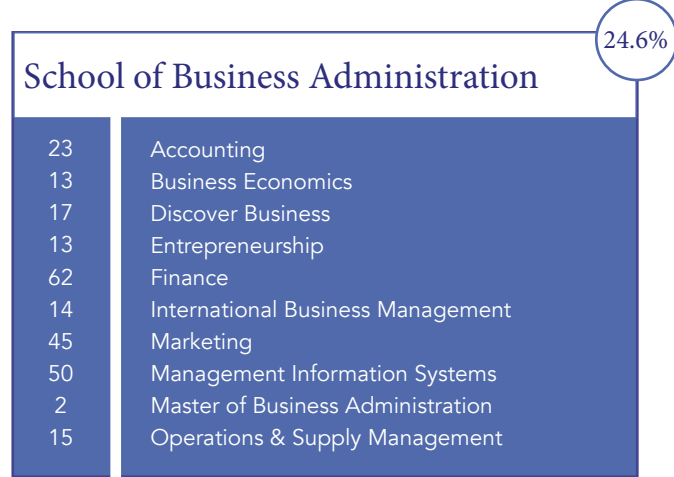 24.6%
School of Business Administration
23 Accounting
13 Business Economics
17 Discover Business
13 Entrepreneurship
62 Finance
14 International Business Management
45 Marketing
50 Management Information Systems
2 Master of Business Administration
15 Operations & Supply Management